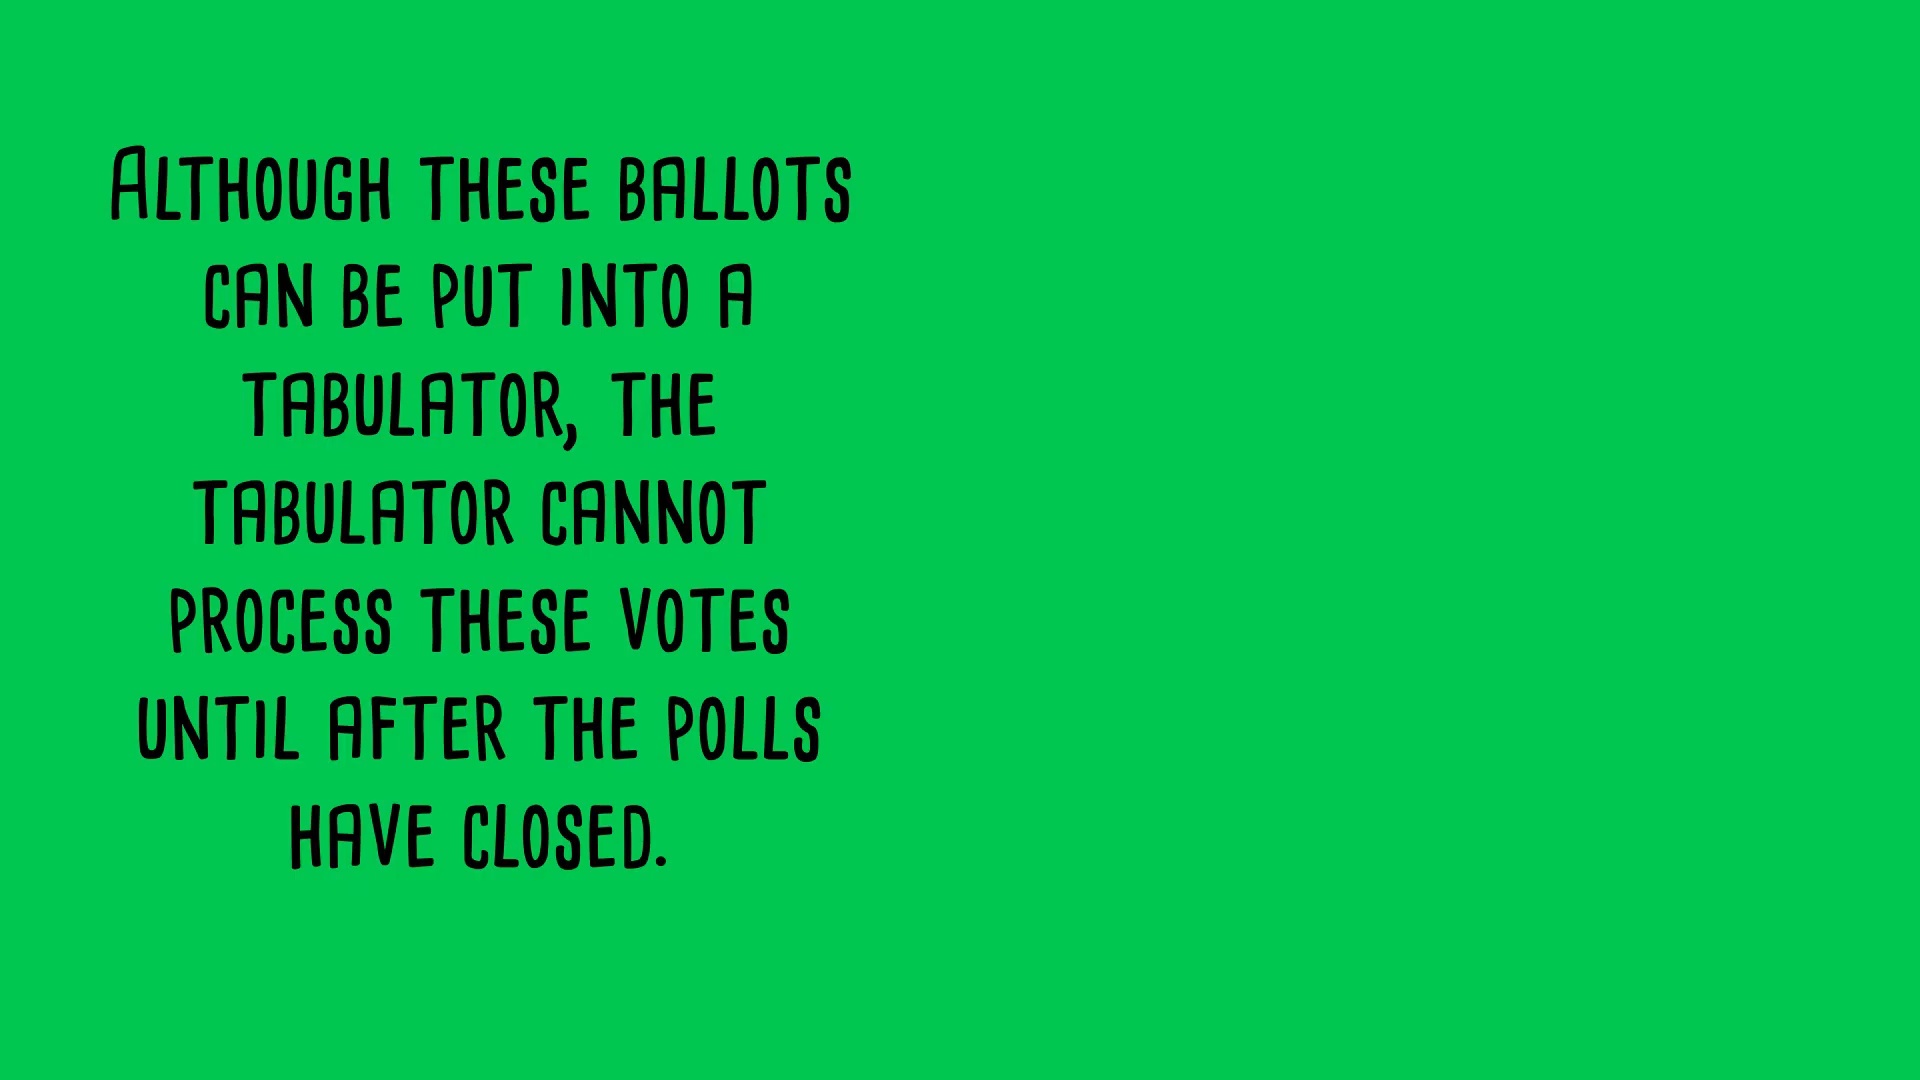 Although these ballots
can be put into a
tabulator, the
tabulator cannot
process these votes
until after the polls
have closed.